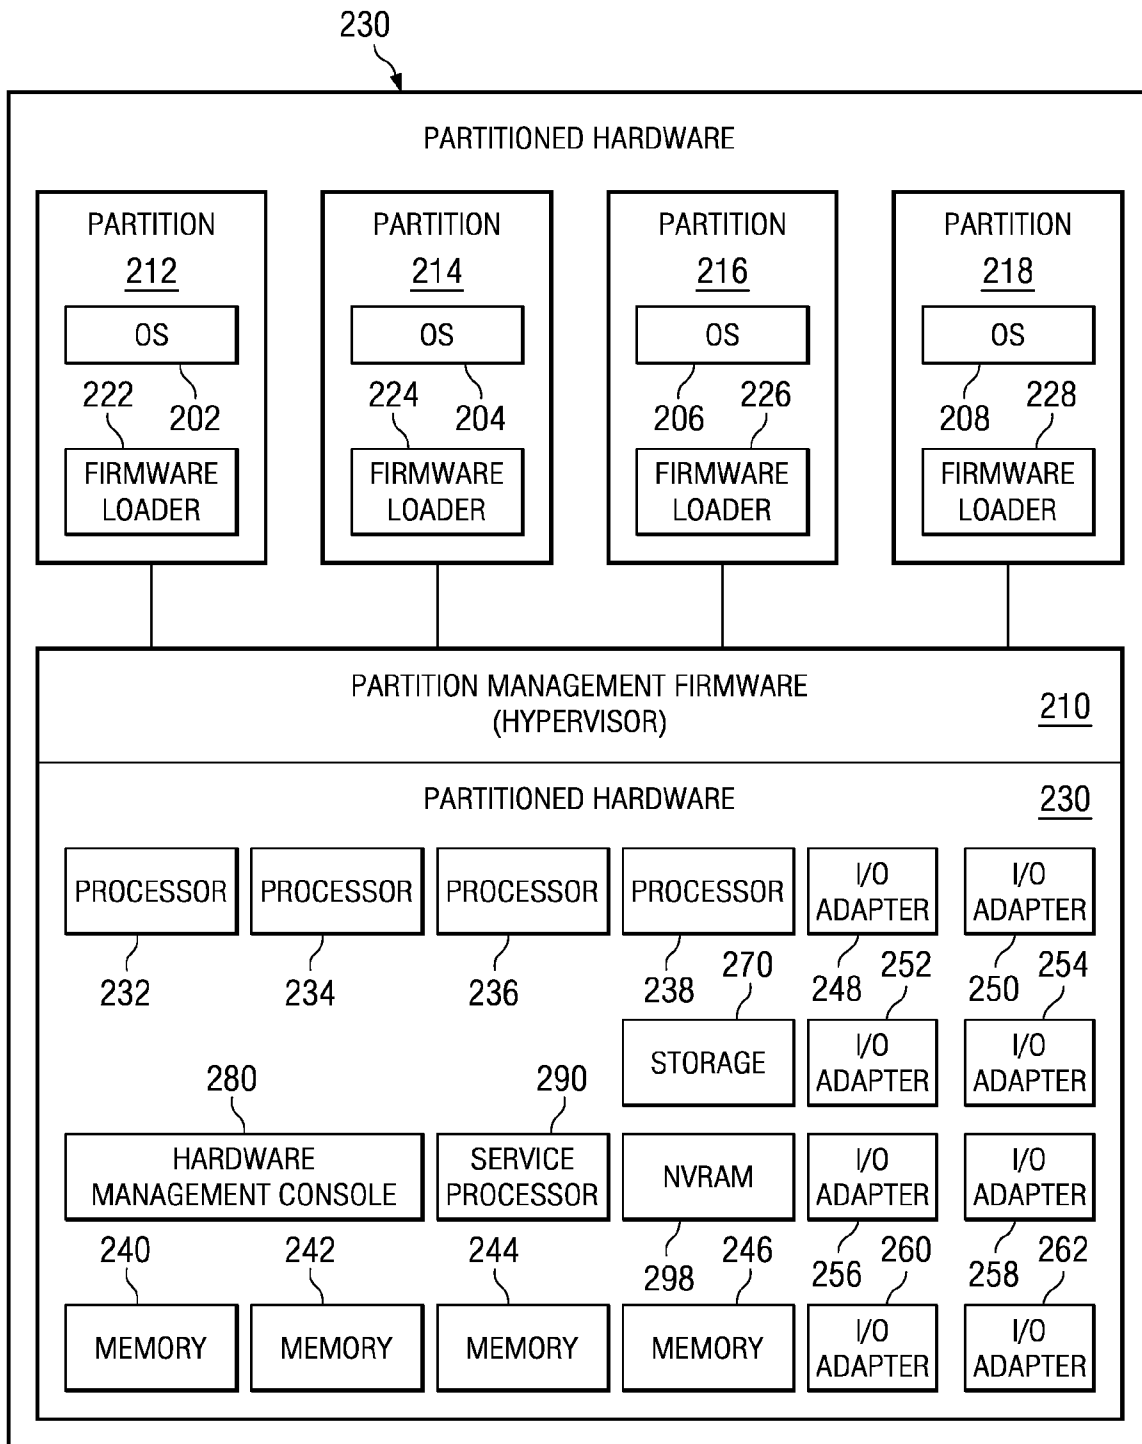 230
PARTITIONED HARDWARE
PARTITION PARTITION PARTITION PARTITION
212 214 216 218
OS OS OS OS
222 202 224 204 206 226 208 228
FIRMWARE LOADER FIRMWARE LOADER FIRMWARE LOADER FIRMWARE LOADER
PARTITION MANAGEMENT FIRMWARE
(HYPERVISOR)
210
PARTITIONED HARDWARE 230
PROCESSOR PROCESSOR PROCESSOR PROCESSOR I/O ADAPTER I/O ADAPTER
232 234 236 238 270 248 252 250 254
STORAGE I/O ADAPTER I/O ADAPTER
280 290
HARDWARE MANAGEMENT CONSOLE SERVICE PROCESSOR NVRAM I/O ADAPTER I/O ADAPTER
240 242 244 298 246 256 260 258 262
MEMORY MEMORY MEMORY MEMORY I/O ADAPTER I/O ADAPTER